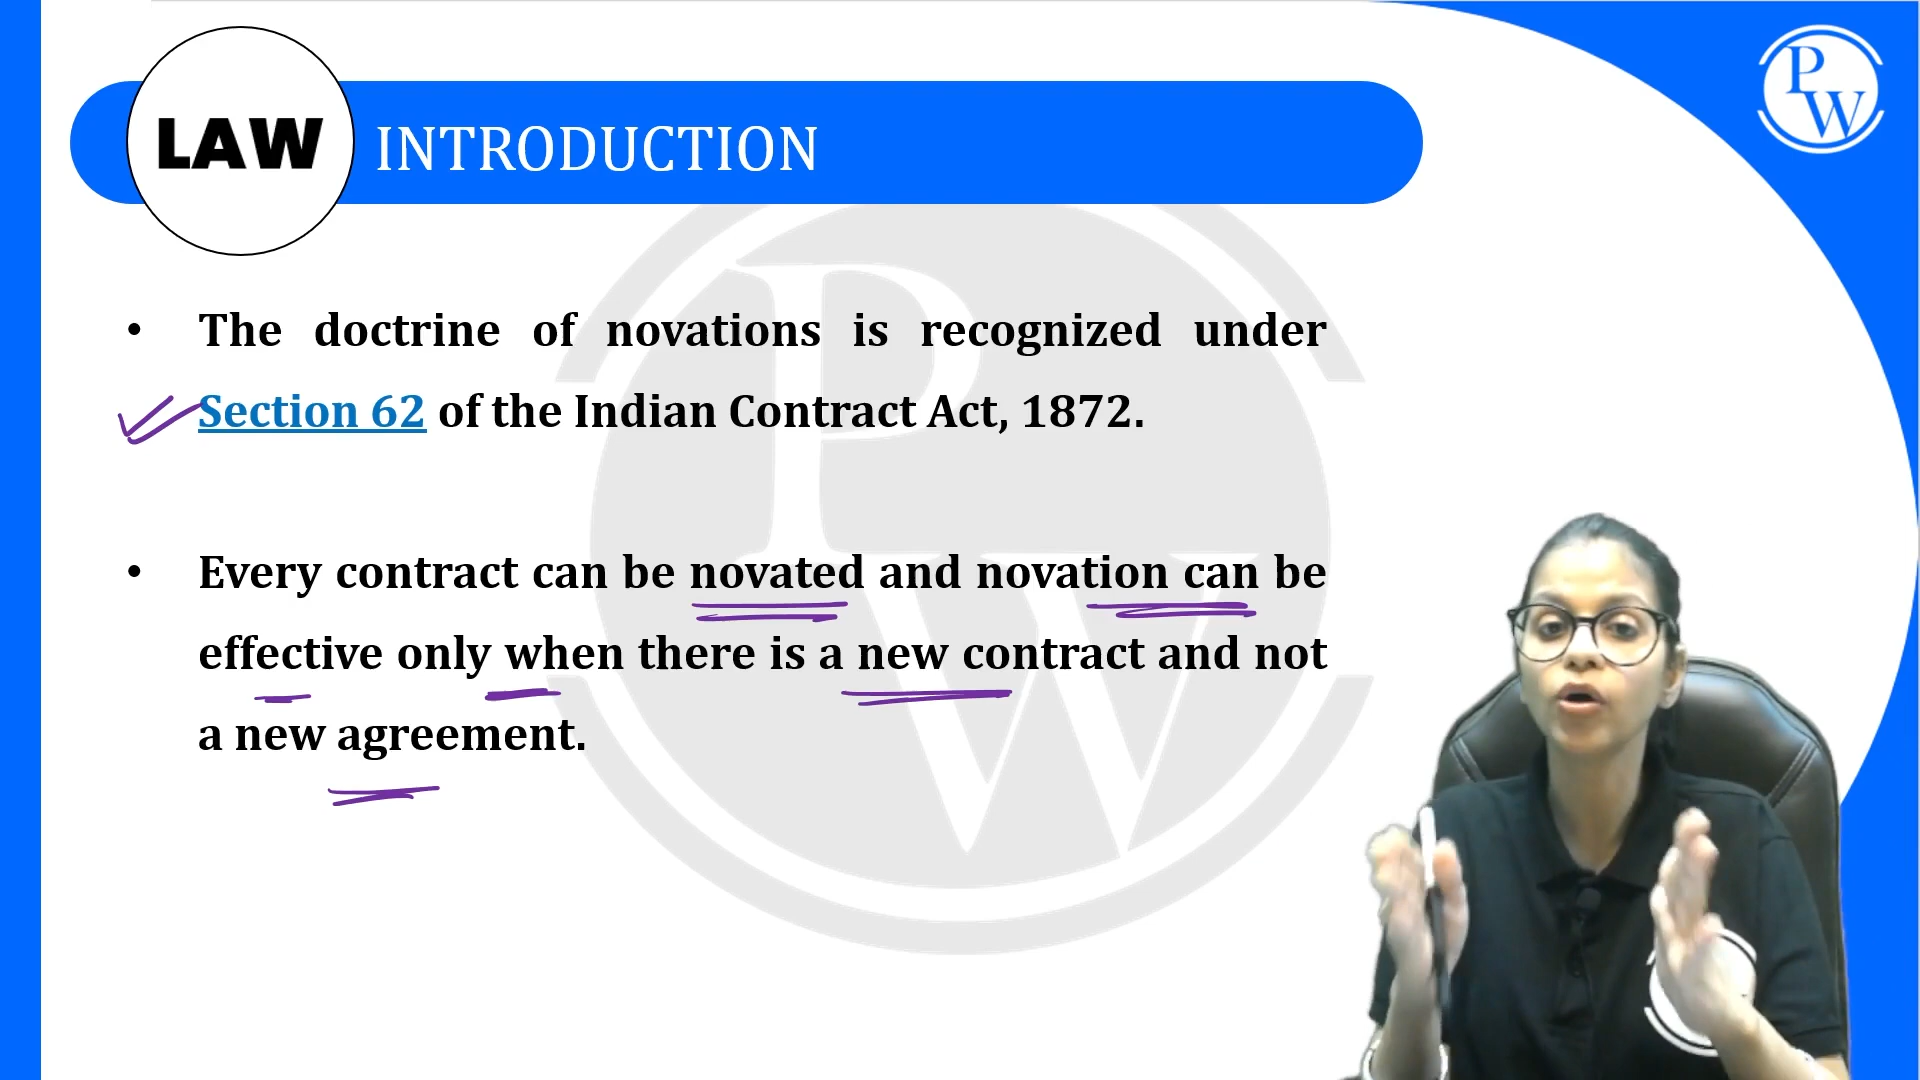 LAW
INTRODUCTION
PW
• The doctrine of novations is recognized under
Section 62 of the Indian Contract Act, 1872.
• Every contract can be novated and novation can be
effective only when there is a new contract and not
a new agreement.